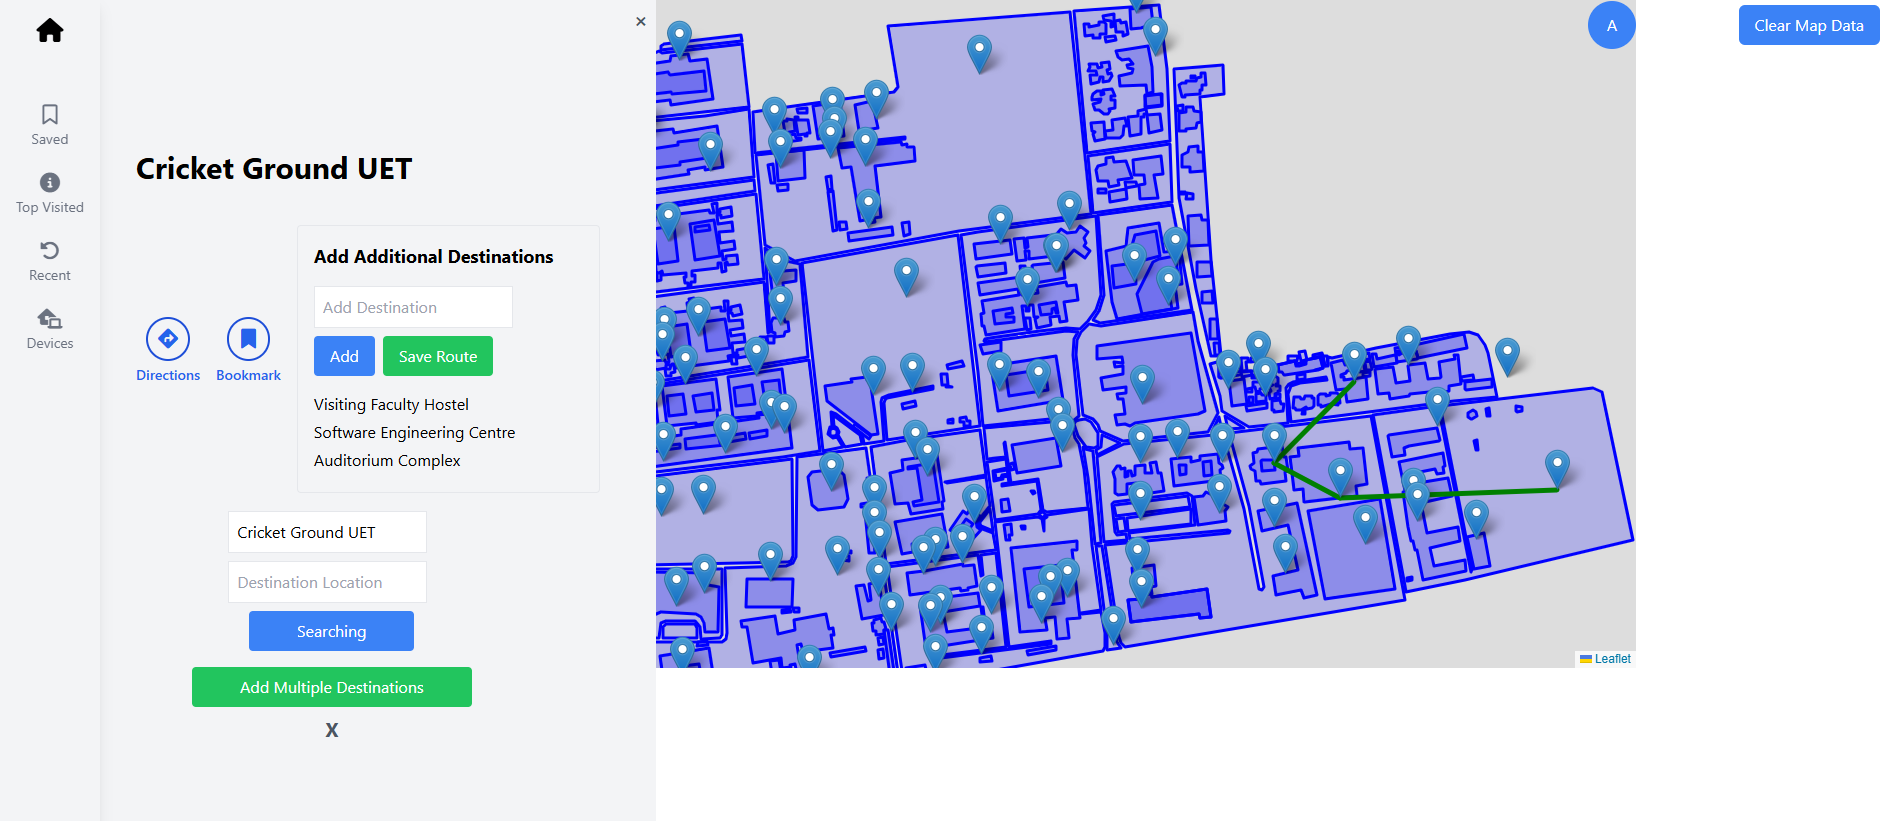 ×
A
Clear Map Data
Saved
Top Visited
Recent
Devices
Cricket Ground UET
Add Additional Destinations
Add Destination
Add
Save Route
Directions
Bookmark
Visiting Faculty Hostel
Software Engineering Centre
Auditorium Complex
Cricket Ground UET
Destination Location
Searching
Add Multiple Destinations
X
Leaflet